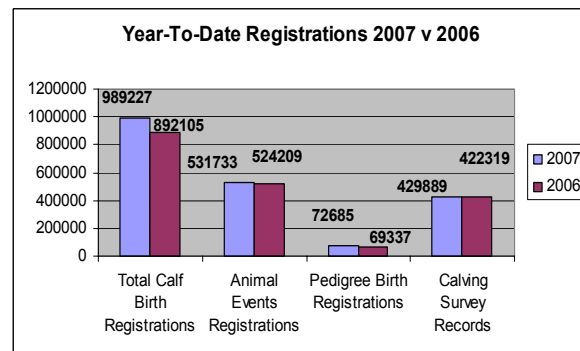 Year-To-Date Registrations 2007 v 2006
1200000
1000000
800000
600000
400000
200000
0
989227
892105
531733
524209
72685
69337
429889
422319
Total Calf
Birth
Registrations
Animal
Events
Registrations
Pedigree Birth
Registrations
Calving
Survey
Records
2007
2006